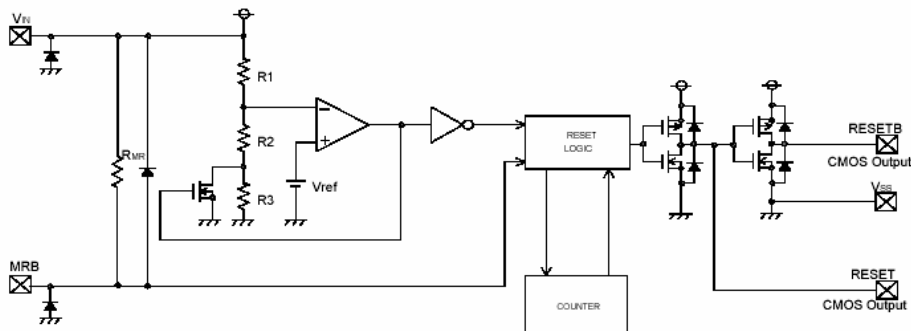 VIN
R1
R2
RMR
R3
Vref
RESET
LOGIC
RESETB
CMOS Output
VSS
MRB
RESET
CMOS Output
COUNTER